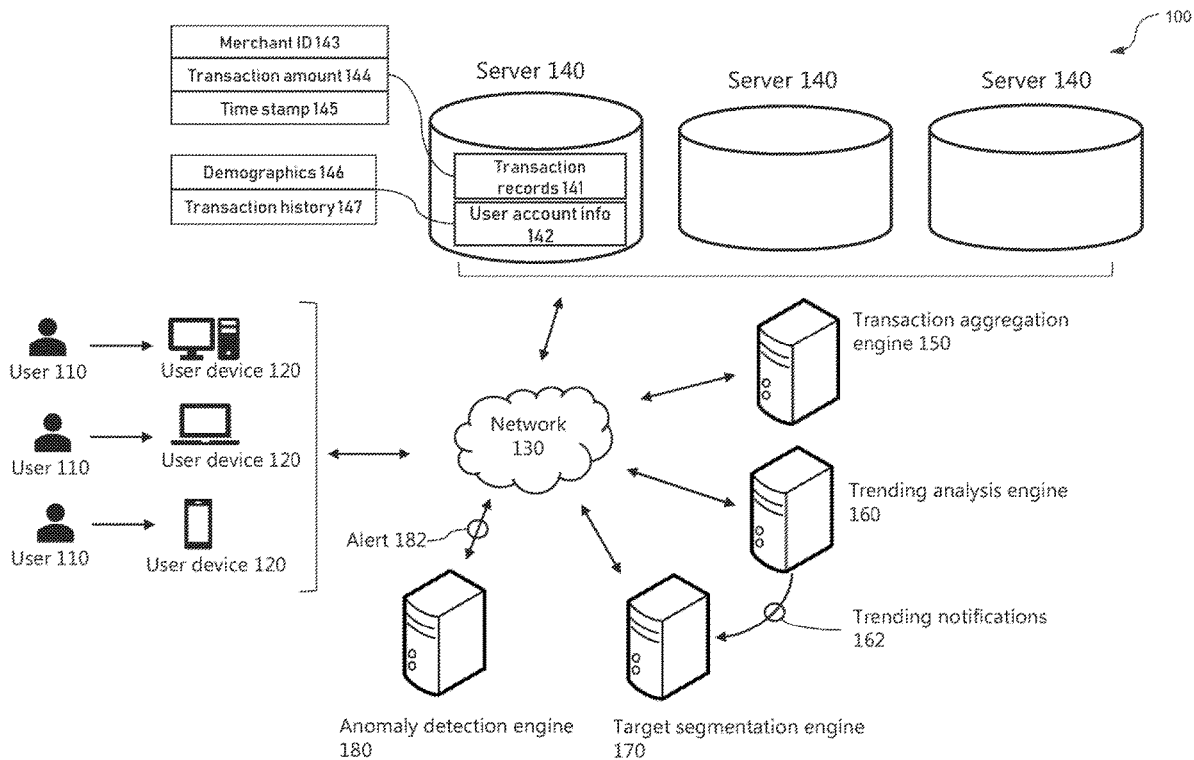 100
Merchant ID 143
Transaction amount 144
Time stamp 145
Server 140
Server 140
Server 140
Demographics 146
Transaction history 147
Transaction
records 141
User account info
142
User 110
User device 120
User 110
User device 120
User 110
User device 120
Network
130
Transaction aggregation
engine 150
Trending analysis engine
160
Alert 182
Trending notifications
162
Anomaly detection engine
180
Target segmentation engine
170